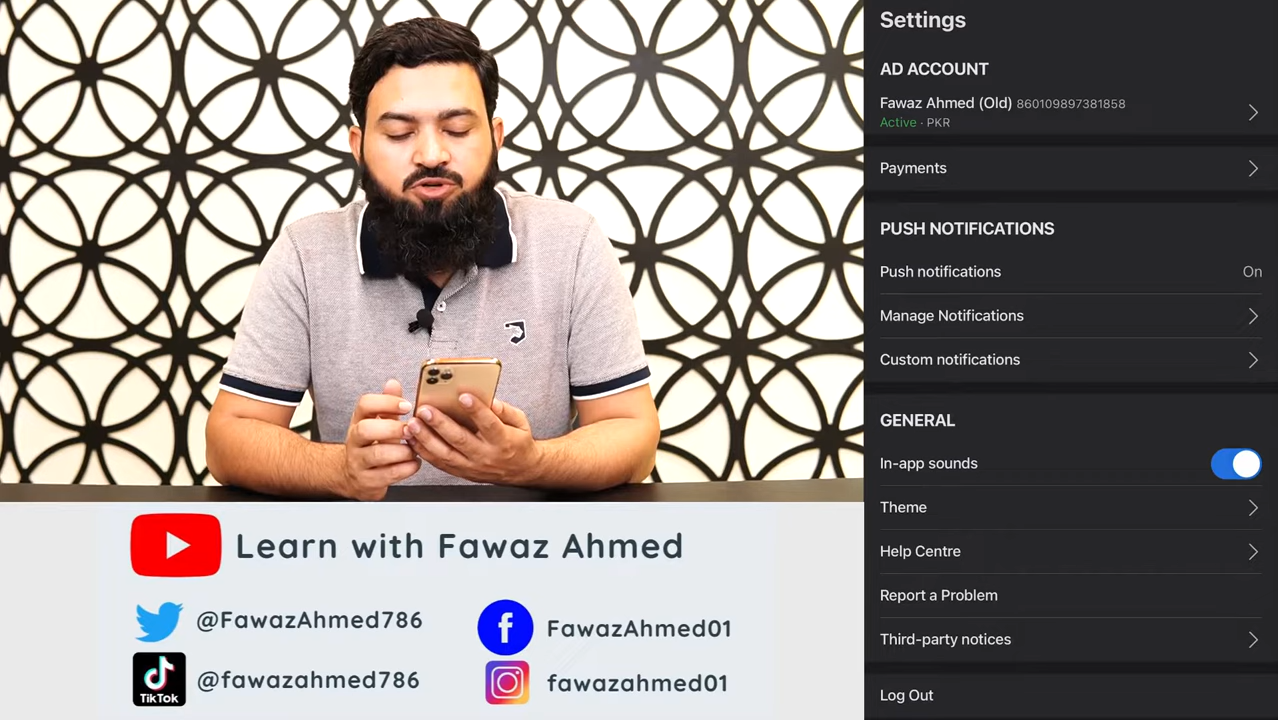 Settings
AD ACCOUNT
Fawaz Ahmed (Old) 860109897381858
Active · PKR
Payments
PUSH NOTIFICATIONS
Push notifications On
Manage Notifications
Custom notifications
GENERAL
In-app sounds
Theme
Help Centre
Report a Problem
Third-party notices
Log Out
Learn with Fawaz Ahmed
@FawazAhmed786
FawazAhmed01
TikTok
@fawazahmed786
fawazahmed01